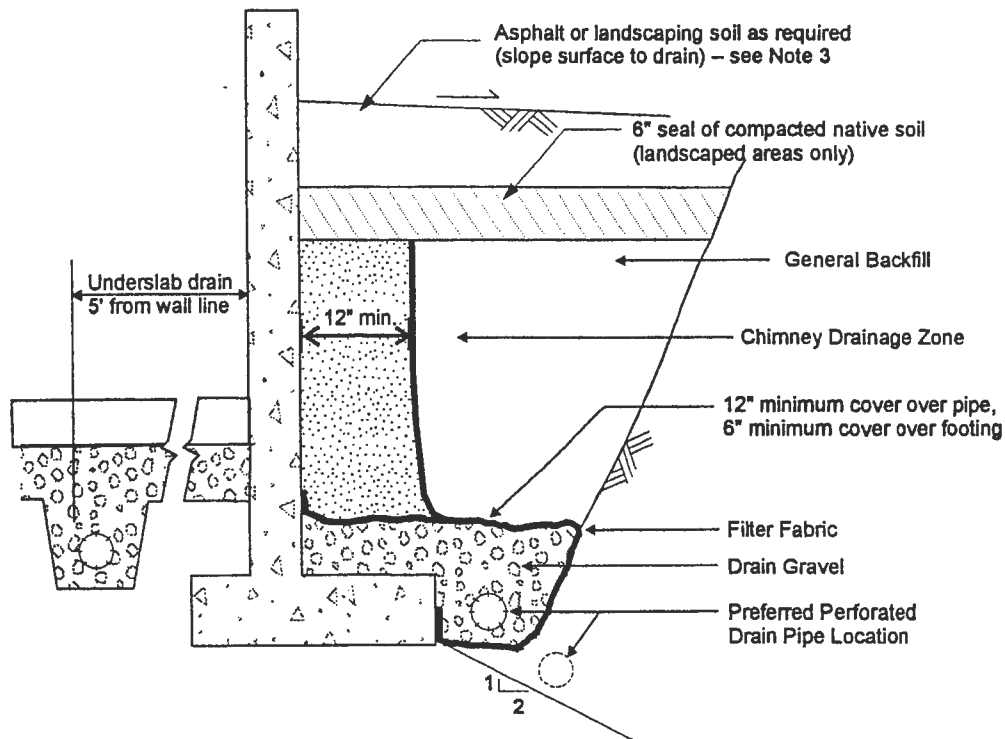 Asphalt or landscaping soil as required
(slope surface to drain) – see Note 3
6" seal of compacted native soil
(landscaped areas only)
General Backfill
Underslab drain
5' from wall line
12" min.
Chimney Drainage Zone
12" minimum cover over pipe,
6" minimum cover over footing
Filter Fabric
Drain Gravel
Preferred Perforated
Drain Pipe Location
1
2